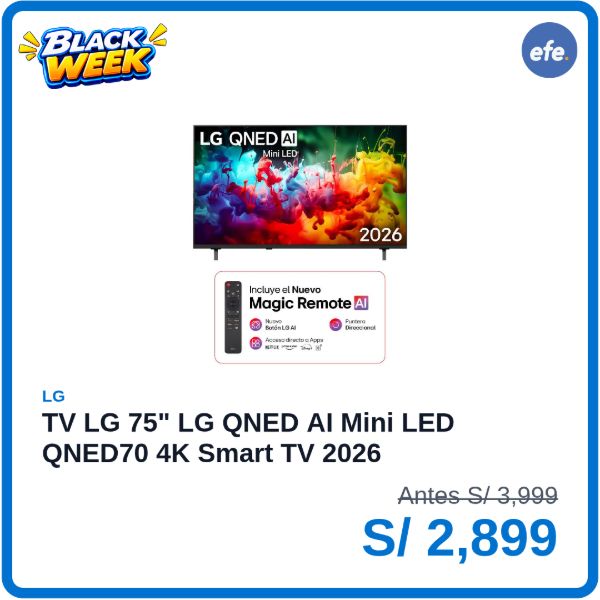 BLACK
WEEK
efe.
LG QNED AI
Mini LED
2026
Incluye el Nuevo
Magic Remote AI
Nuevo
Botón LG AI
Puntero
Direccional
Acceso directo a Apps
NETFLIX
LG
TV LG 75" LG QNED AI Mini LED
QNED70 4K Smart TV 2026
Antes S/ 3,999
S/ 2,899